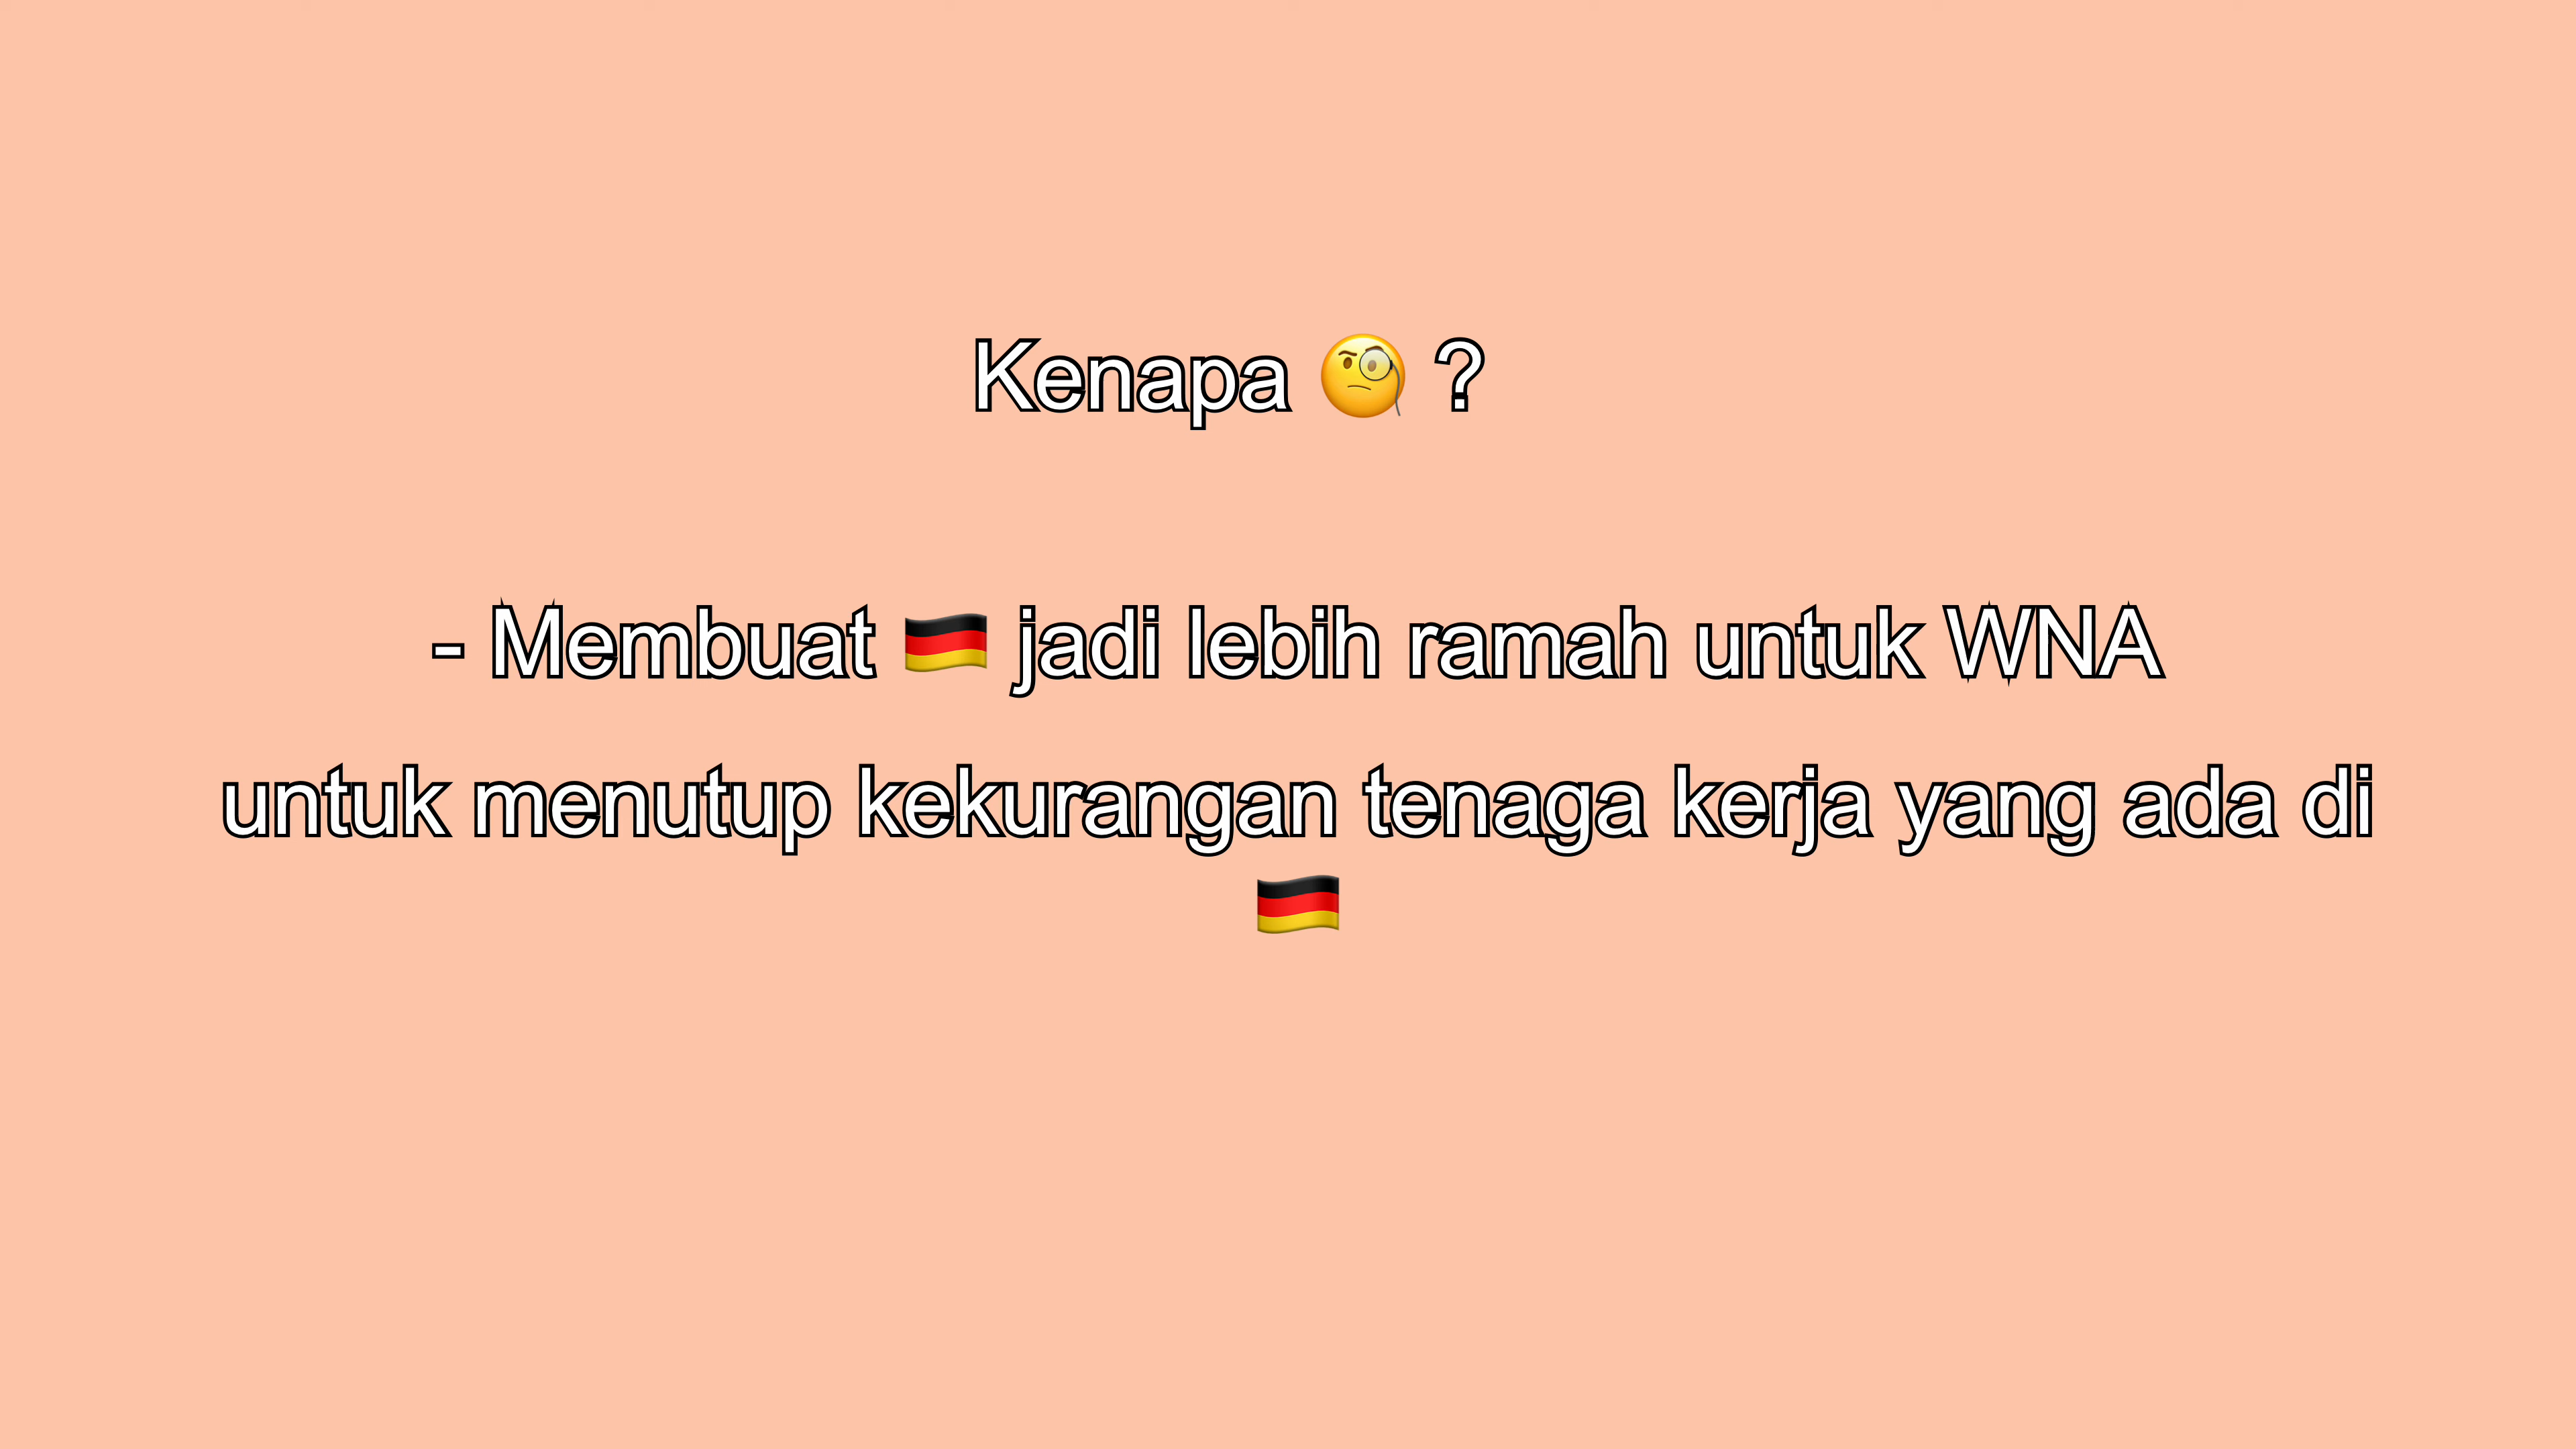 Kenapa 🧐 ?
- Membuat 🇩🇪 jadi lebih ramah untuk WNA
untuk menutup kekurangan tenaga kerja yang ada di
🇩🇪